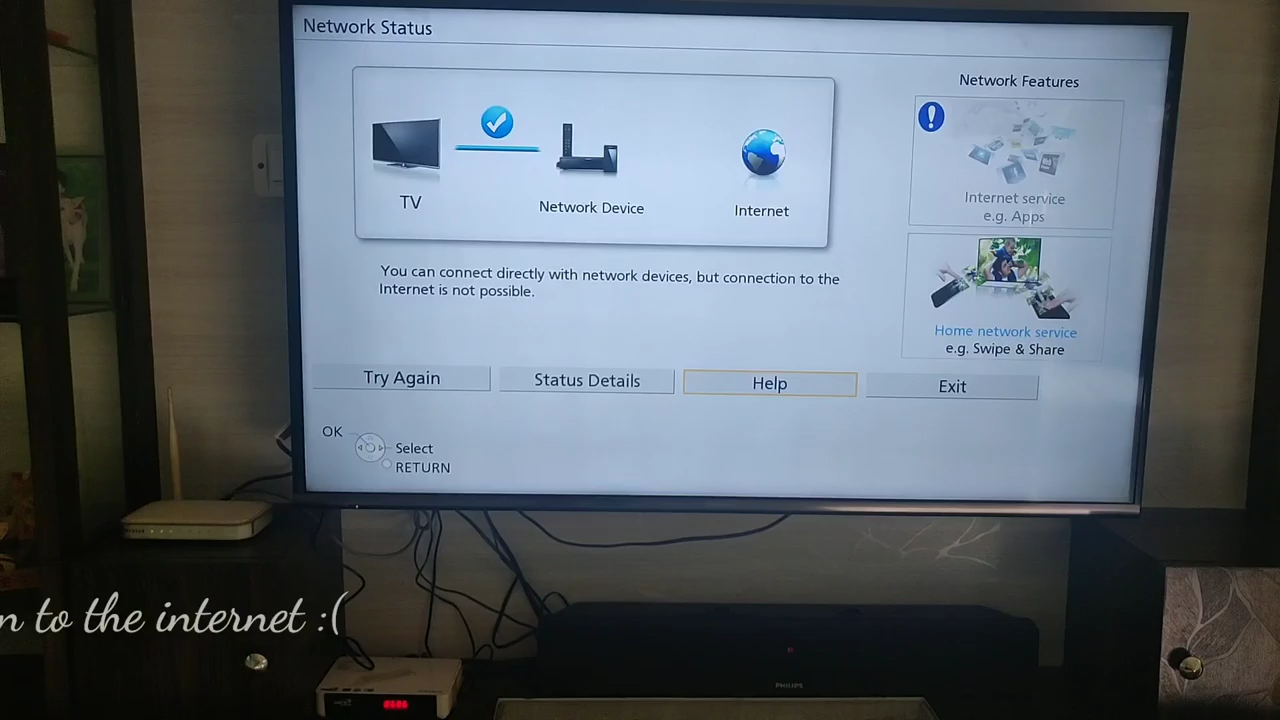 Network Status
TV
Network Device
Internet
You can connect directly with network devices, but connection to the
Internet is not possible.
Network Features
Internet service
e.g. Apps
Home network service
e.g. Swipe & Share
Try Again
Status Details
Help
Exit
OK
Select
RETURN
n to the internet :(
PHILIPS